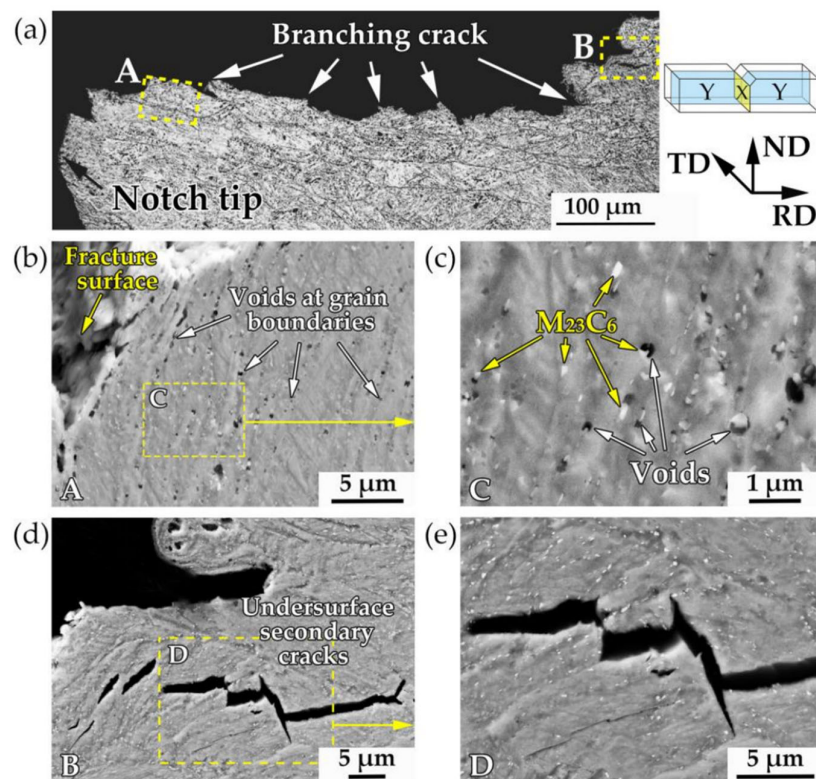 (a)
Branching crack
A
B
Notch tip
100 μm
Y
X
Y
TD
ND
RD
(b)
Fracture
surface
Voids at grain
boundaries
C
A
5 μm
(c)
M₂₃C₆
Voids
C
1 μm
(d)
Undersurface
secondary
cracks
D
B
5 μm
(e)
D
5 μm